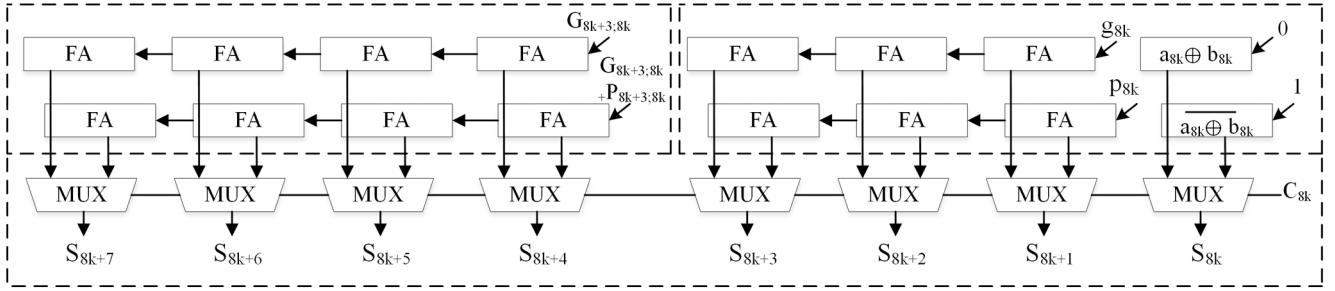 G8k+3;8k
FA FA FA FA FA FA FA g8k a8k⊕ b8k 0
G8k+3;8k
+P8k+3;8k p8k 1
FA FA FA FA FA FA FA a8k⊕ b8k
MUX MUX MUX MUX MUX MUX MUX MUX C8k
S8k+7 S8k+6 S8k+5 S8k+4 S8k+3 S8k+2 S8k+1 S8k